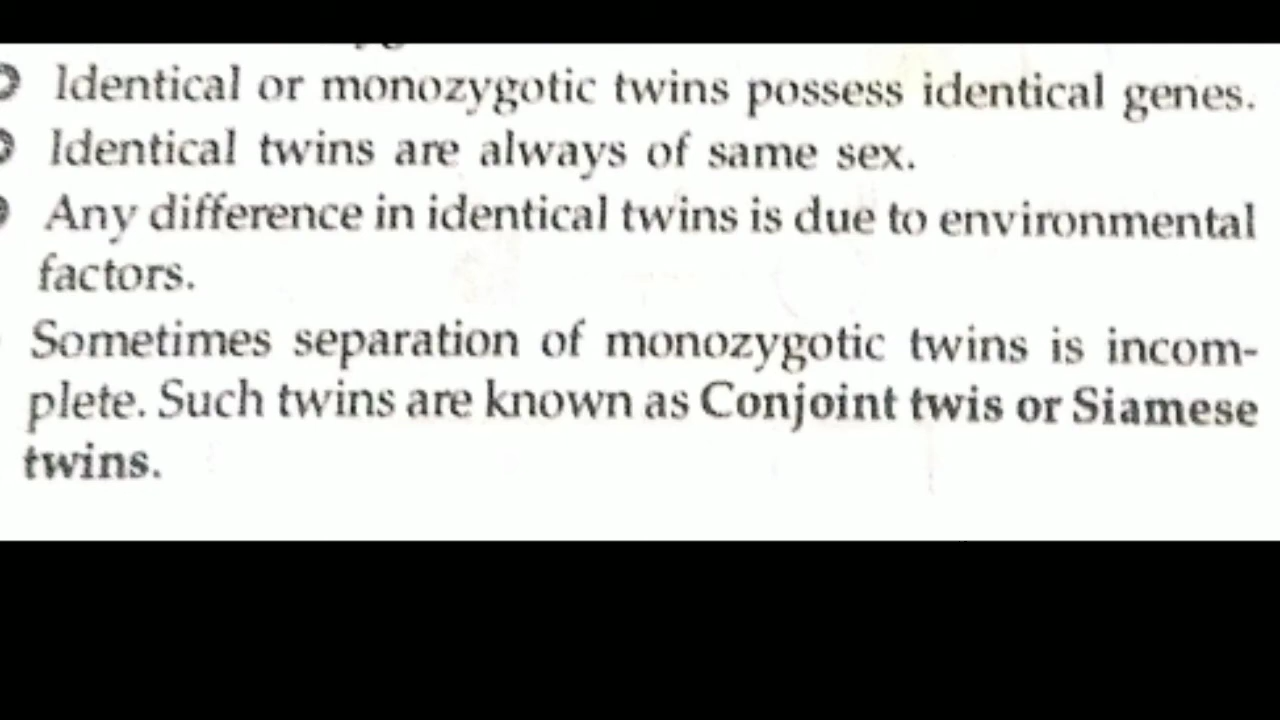 Identical or monozygotic twins possess identical genes.
Identical twins are always of same sex.
Any difference in identical twins is due to environmental
factors.
Sometimes separation of monozygotic twins is incom-
plete. Such twins are known as Conjoint twis or Siamese
twins.